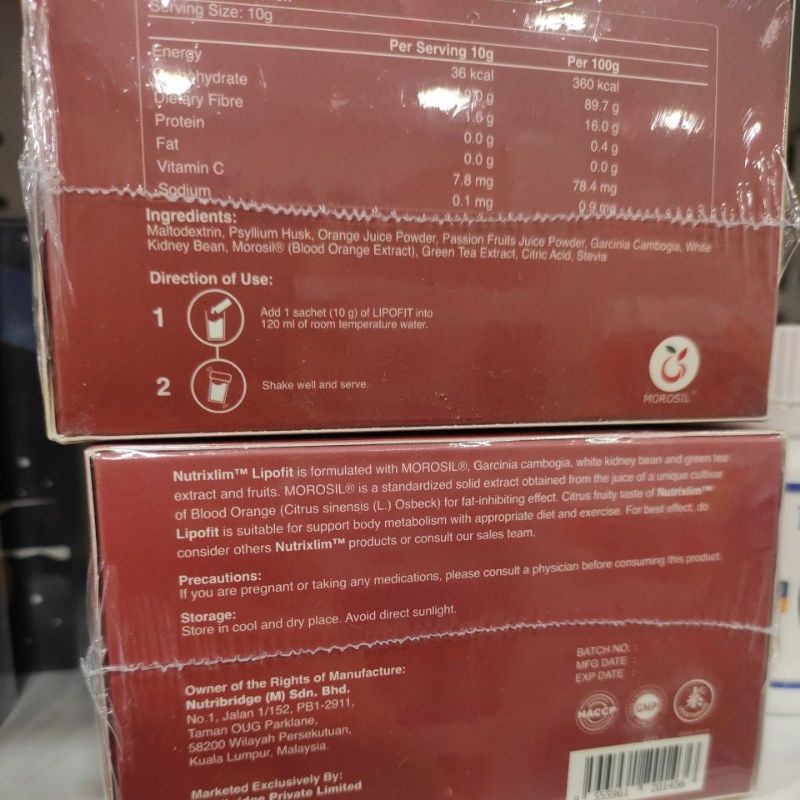 Serving Size: 10g
Per Serving 10g Per 100g
Energy 36 kcal 360 kcal
89.7 g
Dietary Fibre 1.6 g 16.0 g
Protein 0.0 g 0.4 g
Fat 0.0 g 0.0 g
Vitamin C 7.8 mg 78.4 mg
Sodium 0.1 mg 0.9 mg
Ingredients:
Maltodextrin, Psyllium Husk, Orange Juice Powder, Passion Fruits Juice Powder, Garcinia Cambogia, White
Kidney Bean, Morosil® (Blood Orange Extract), Green Tea Extract, Citric Acid, Stevia
Direction of Use:
1 Add 1 sachet (10 g) of LIPOFIT into
120 ml of room temperature water.
2 Shake well and serve.
MOROSIL®
Nutrixlim™ Lipofit is formulated with MOROSIL®, Garcinia cambogia, white kidney bean and green tea
extract and fruits. MOROSIL® is a standardized solid extract obtained from the juice of a unique cultivar
of Blood Orange (Citrus sinensis (L.) Osbeck) for fat-inhibiting effect. Citrus fruity taste of Nutrixlim™
Lipofit is suitable for support body metabolism with appropriate diet and exercise. For best effect, do
consider others Nutrixlim™ products or consult our sales team.
Precautions:
If you are pregnant or taking any medications, please consult a physician before consuming this product.
Storage:
Store in cool and dry place. Avoid direct sunlight.
Owner of the Rights of Manufacture:
Nutribridge (M) Sdn. Bhd.
No.1, Jalan 1/152, PB1-2911,
Taman OUG Parklane,
58200 Wilayah Persekutuan,
Kuala Lumpur, Malaysia.
BATCH NO. :
MFG DATE :
EXP DATE :
HACCP GMP
Marketed Exclusively By:
Private Limited